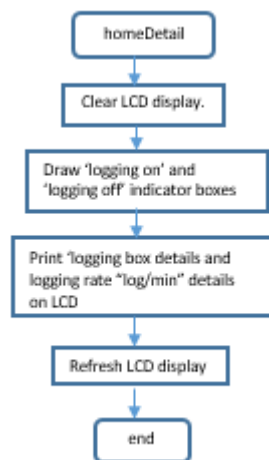 homeDetail
Clear LCD display.
Draw 'logging on' and
'logging off' indicator boxes
Print 'logging box details and
logging rate "log/min" details
on LCD
Refresh LCD display
end